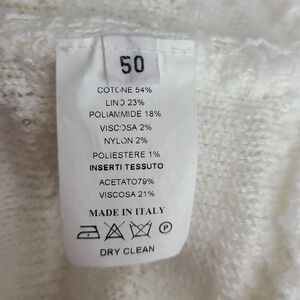 50
COTONE 54%
LINO 23%
POLIAMMIDE 18%
VISCOSA 2%
NYLON 2%
POLIESTERE 1%
INSERTI TESSUTO
ACETATO79%
VISCOSA 21%
MADE IN ITALY
P
DRY CLEAN